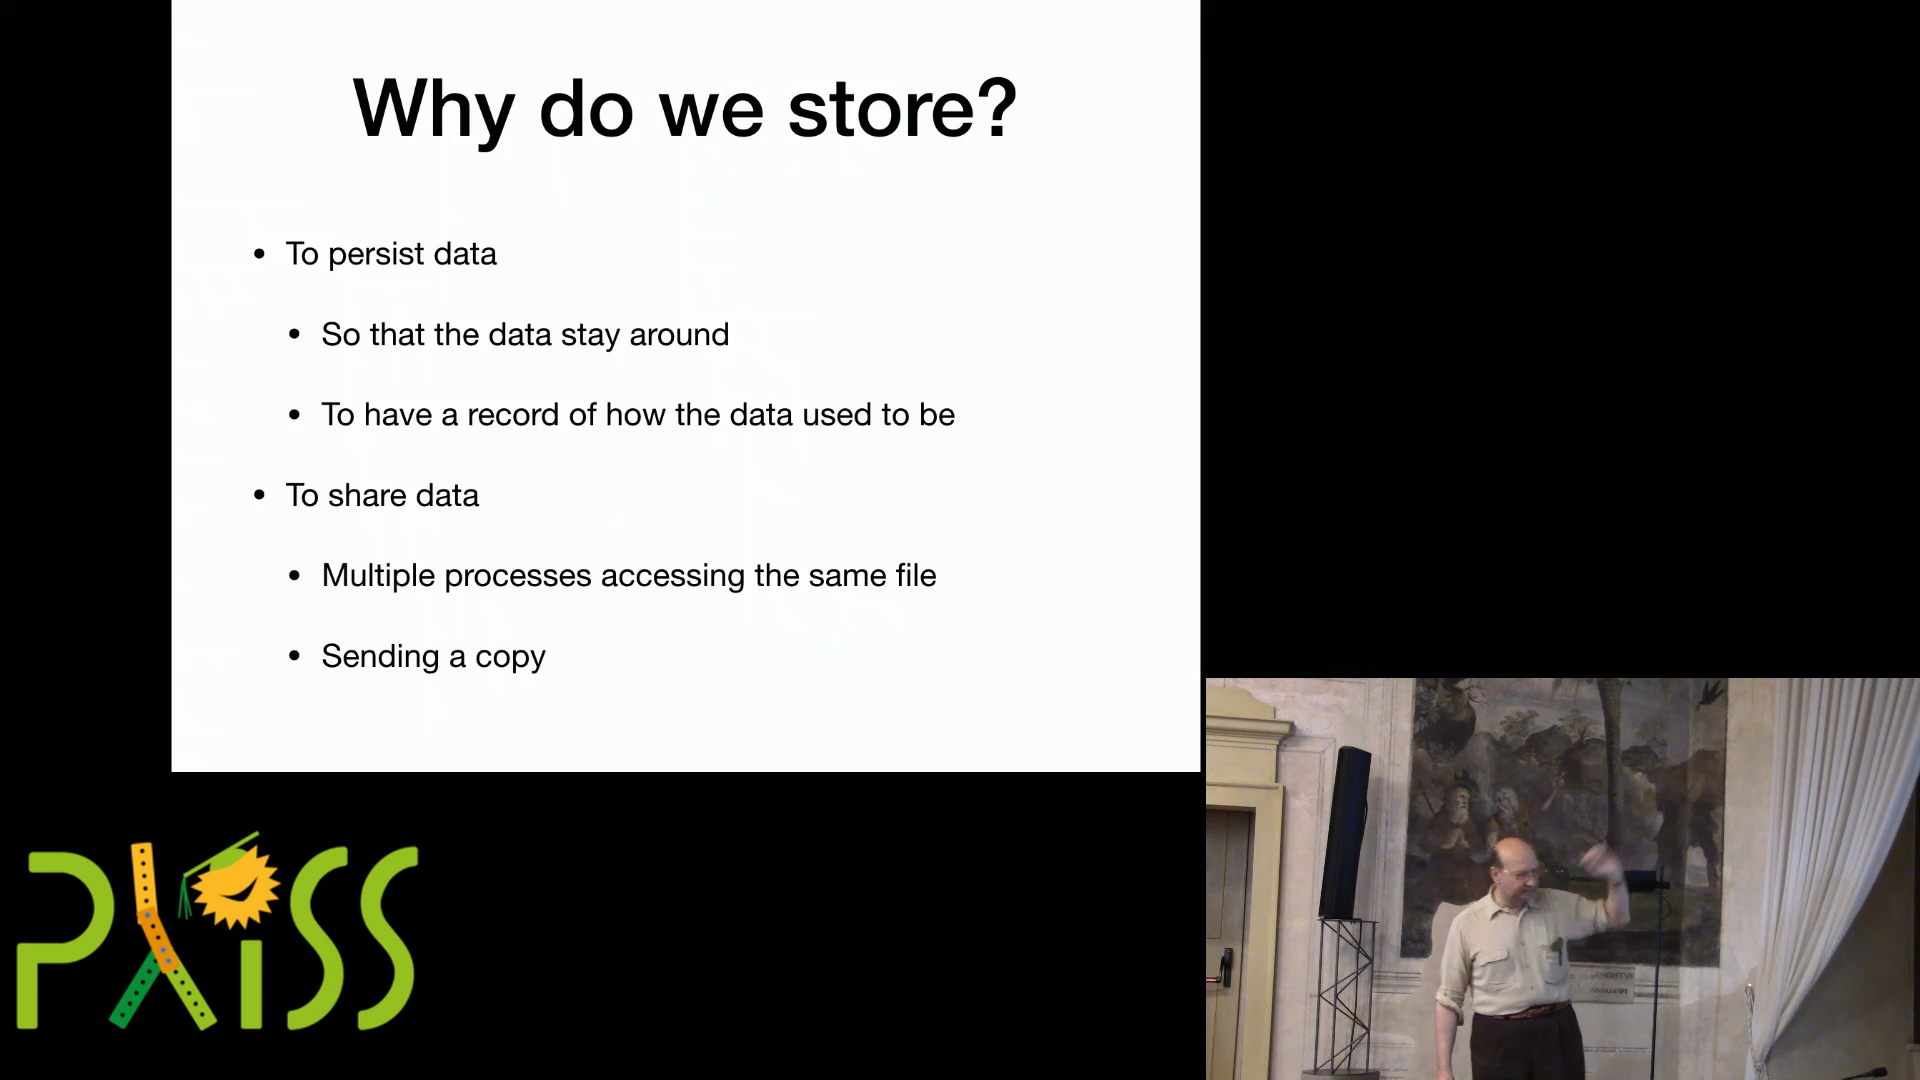 Why do we store?
• To persist data
• So that the data stay around
• To have a record of how the data used to be
• To share data
• Multiple processes accessing the same file
• Sending a copy
PLISS